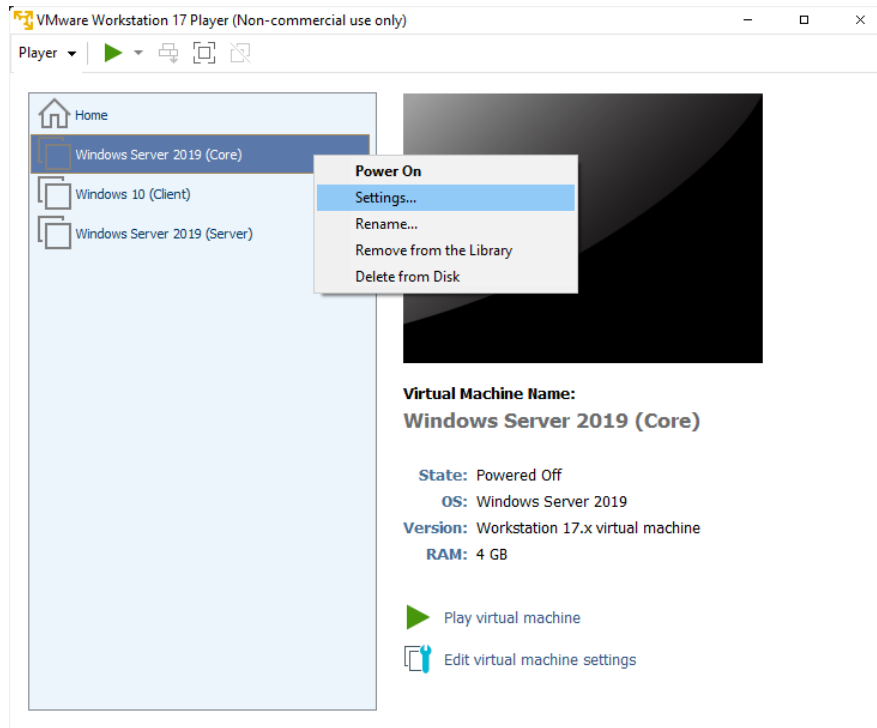 VMware Workstation 17 Player (Non-commercial use only)
Player
Home
Windows Server 2019 (Core)
Windows 10 (Client)
Windows Server 2019 (Server)
Power On
Settings...
Rename...
Remove from the Library
Delete from Disk
Virtual Machine Name:
Windows Server 2019 (Core)
State: Powered Off
OS: Windows Server 2019
Version: Workstation 17.x virtual machine
RAM: 4 GB
Play virtual machine
Edit virtual machine settings